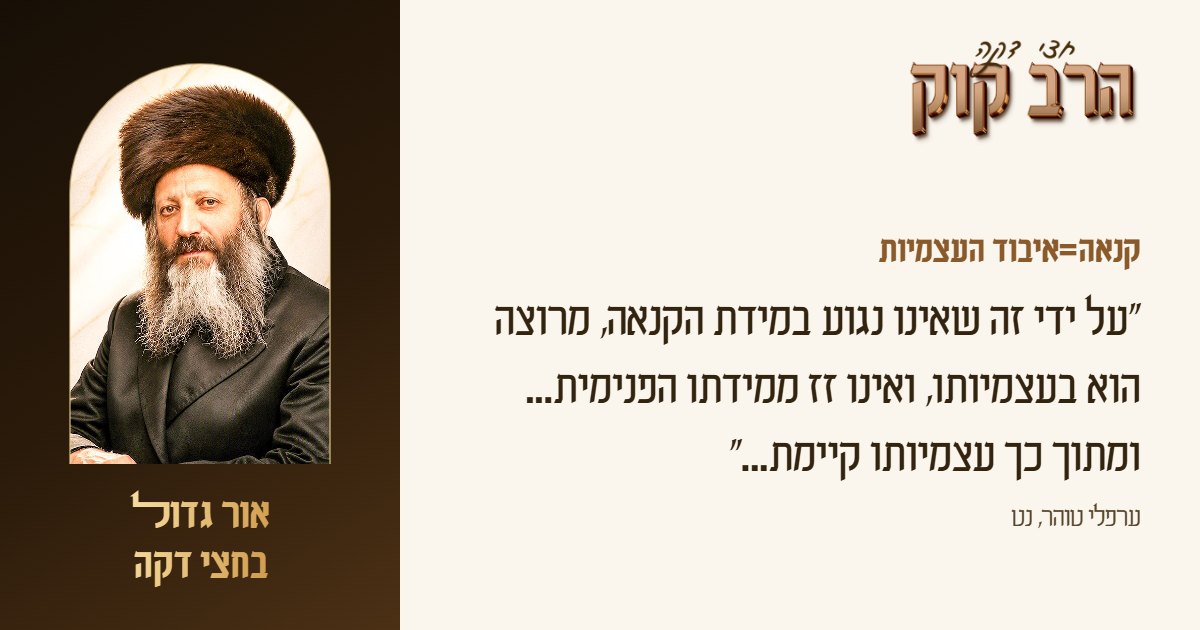 חצי דקה
הרב קוק
קנאה=איבוד העצמיות
"על ידי זה שאינו נגוע במידת הקנאה, מרוצה
הוא בעצמיותו, ואינו זז ממידתו הפנימית...
ומתוך כך עצמיותו קיימת..."
ערפלי טוהר, נט
אור גדול
בחצי דקה